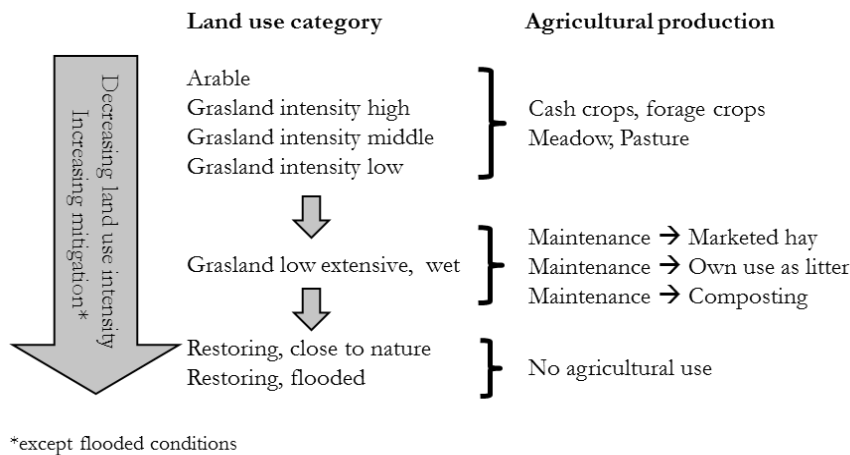 Land use category
Agricultural production
Decreasing land use intensity
Increasing mitigation*
Arable
Grasland intensity high
Grasland intensity middle
Grasland intensity low
Cash crops, forage crops
Meadow, Pasture
Grasland low extensive, wet
Maintenance → Marketed hay
Maintenance → Own use as litter
Maintenance → Composting
Restoring, close to nature
Restoring, flooded
No agricultural use
*except flooded conditions